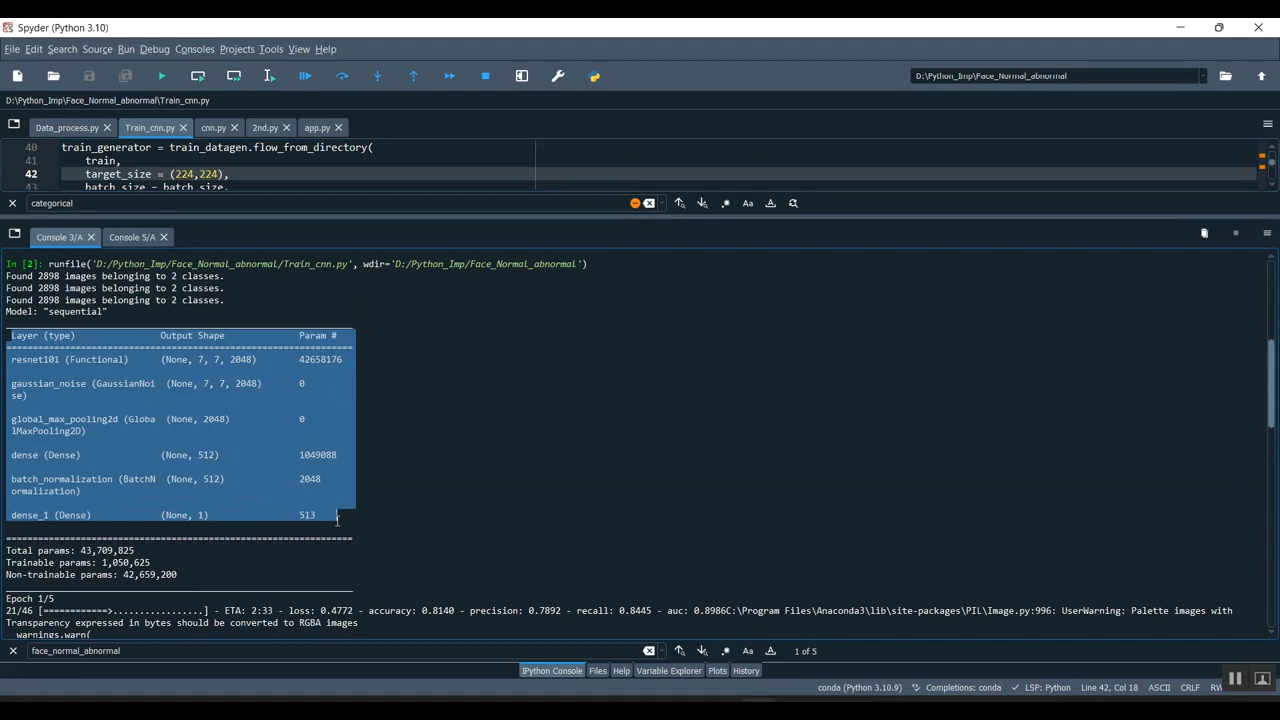 Spyder (Python 3.10)
File Edit Search Source Run Debug Consoles Projects Tools View Help
D:\Python_Imp\Face_Normal_abnormal
D:\Python_Imp\Face_Normal_abnormal\Train_cnn.py
Data_process.py Train_cnn.py cnn.py 2nd.py app.py
40 train_generator = train_datagen.flow_from_directory(
41 train,
42 target_size = (224,224),
43 batch_size = batch_size,
categorical
Aa
Console 3/A Console 5/A
In [2]: runfile('D:/Python_Imp/Face_Normal_abnormal/Train_cnn.py', wdir='D:/Python_Imp/Face_Normal_abnormal')
Found 2898 images belonging to 2 classes.
Found 2898 images belonging to 2 classes.
Found 2898 images belonging to 2 classes.
Model: "sequential"
Layer (type) Output Shape Param #
resnet101 (Functional) (None, 7, 7, 2048) 42658176
gaussian_noise (GaussianNoi (None, 7, 7, 2048) 0
se)
global_max_pooling2d (Globa (None, 2048) 0
lMaxPooling2D)
dense (Dense) (None, 512) 1049088
batch_normalization (BatchN (None, 512) 2048
ormalization)
dense_1 (Dense) (None, 1) 513
Total params: 43,709,825
Trainable params: 1,050,625
Non-trainable params: 42,659,200
Epoch 1/5
21/46 [============>.................] - ETA: 2:33 - loss: 0.4772 - accuracy: 0.8140 - precision: 0.7892 - recall: 0.8445 - auc: 0.8986C:\Program Files\Anaconda3\lib\site-packages\PIL\Image.py:996: UserWarning: Palette images with
Transparency expressed in bytes should be converted to RGBA images
warnings.warn(
face_normal_abnormal
Aa
1 of 5
IPython Console Files Help Variable Explorer Plots History
conda (Python 3.10.9) Completions: conda LSP: Python Line 42, Col 18 ASCII CRLF RW